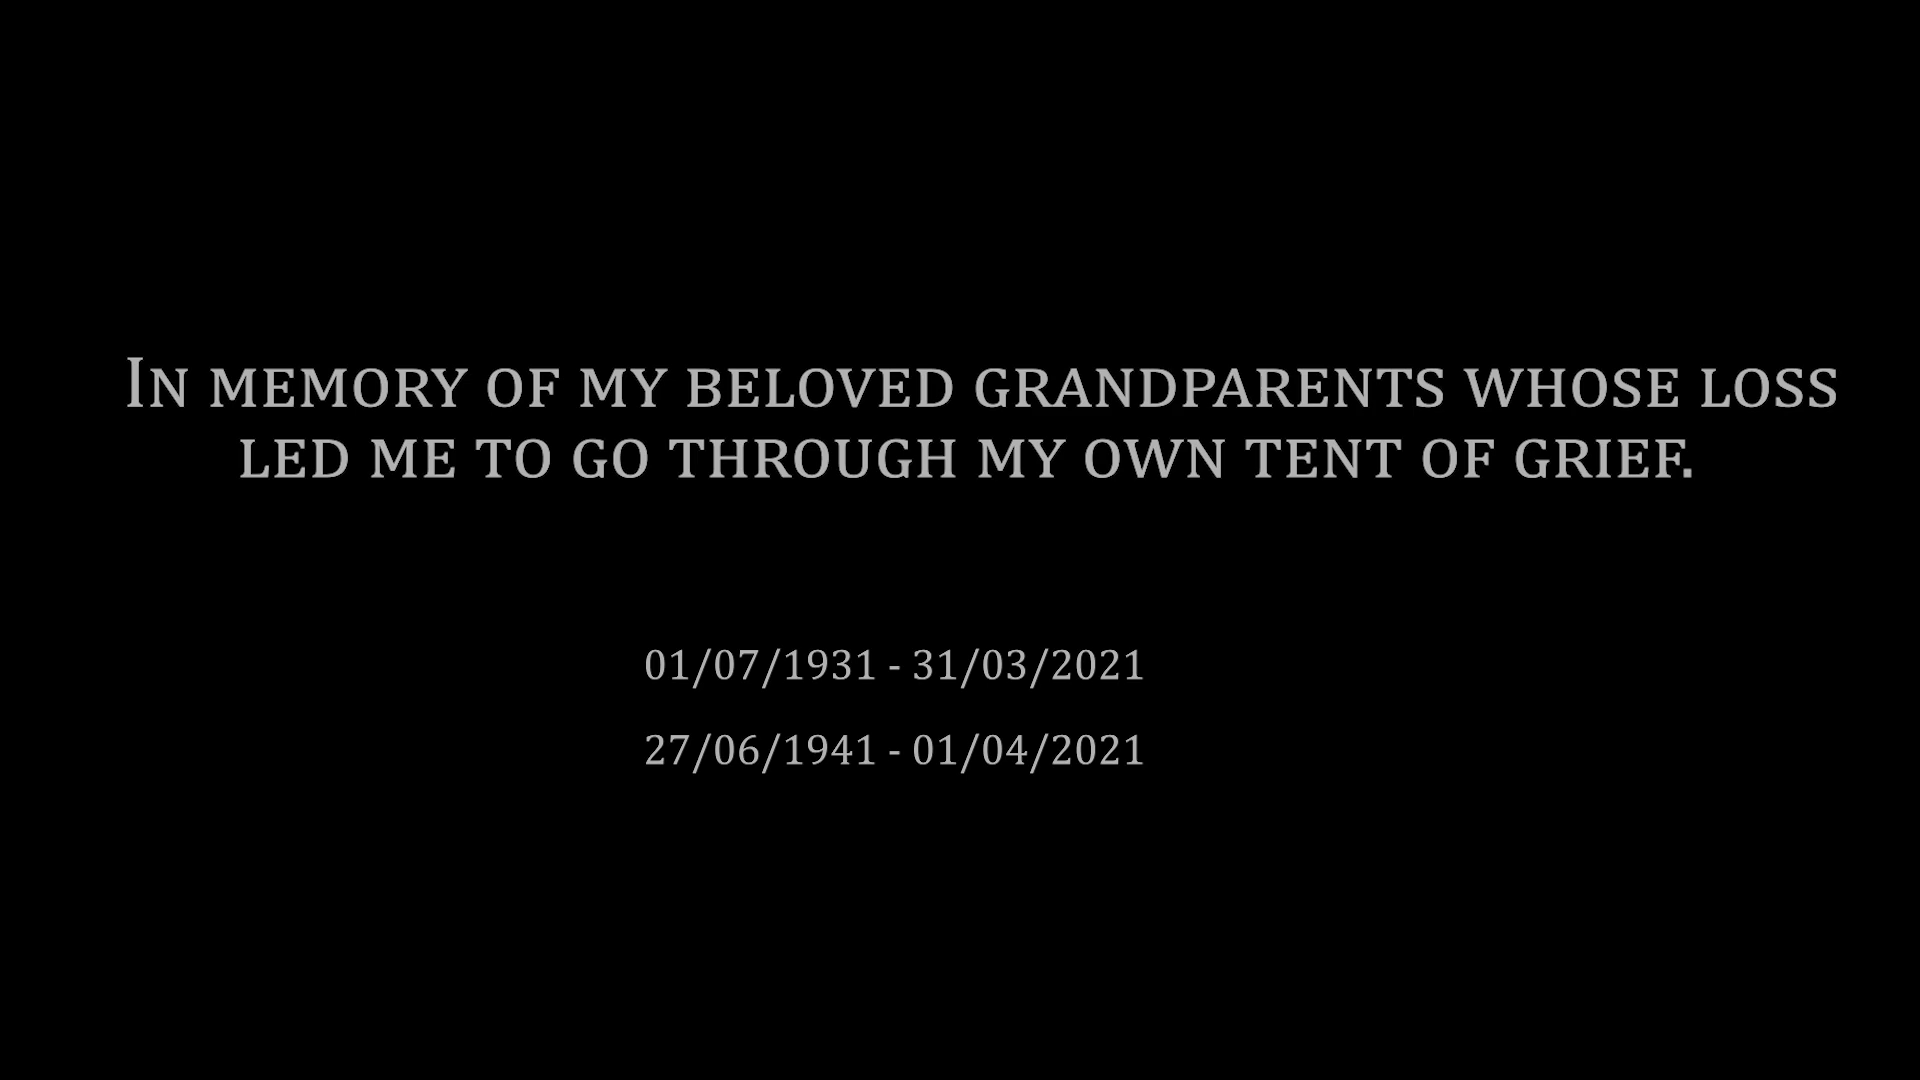 In memory of my beloved grandparents whose loss
led me to go through my own tent of grief.
01/07/1931 - 31/03/2021
27/06/1941 - 01/04/2021